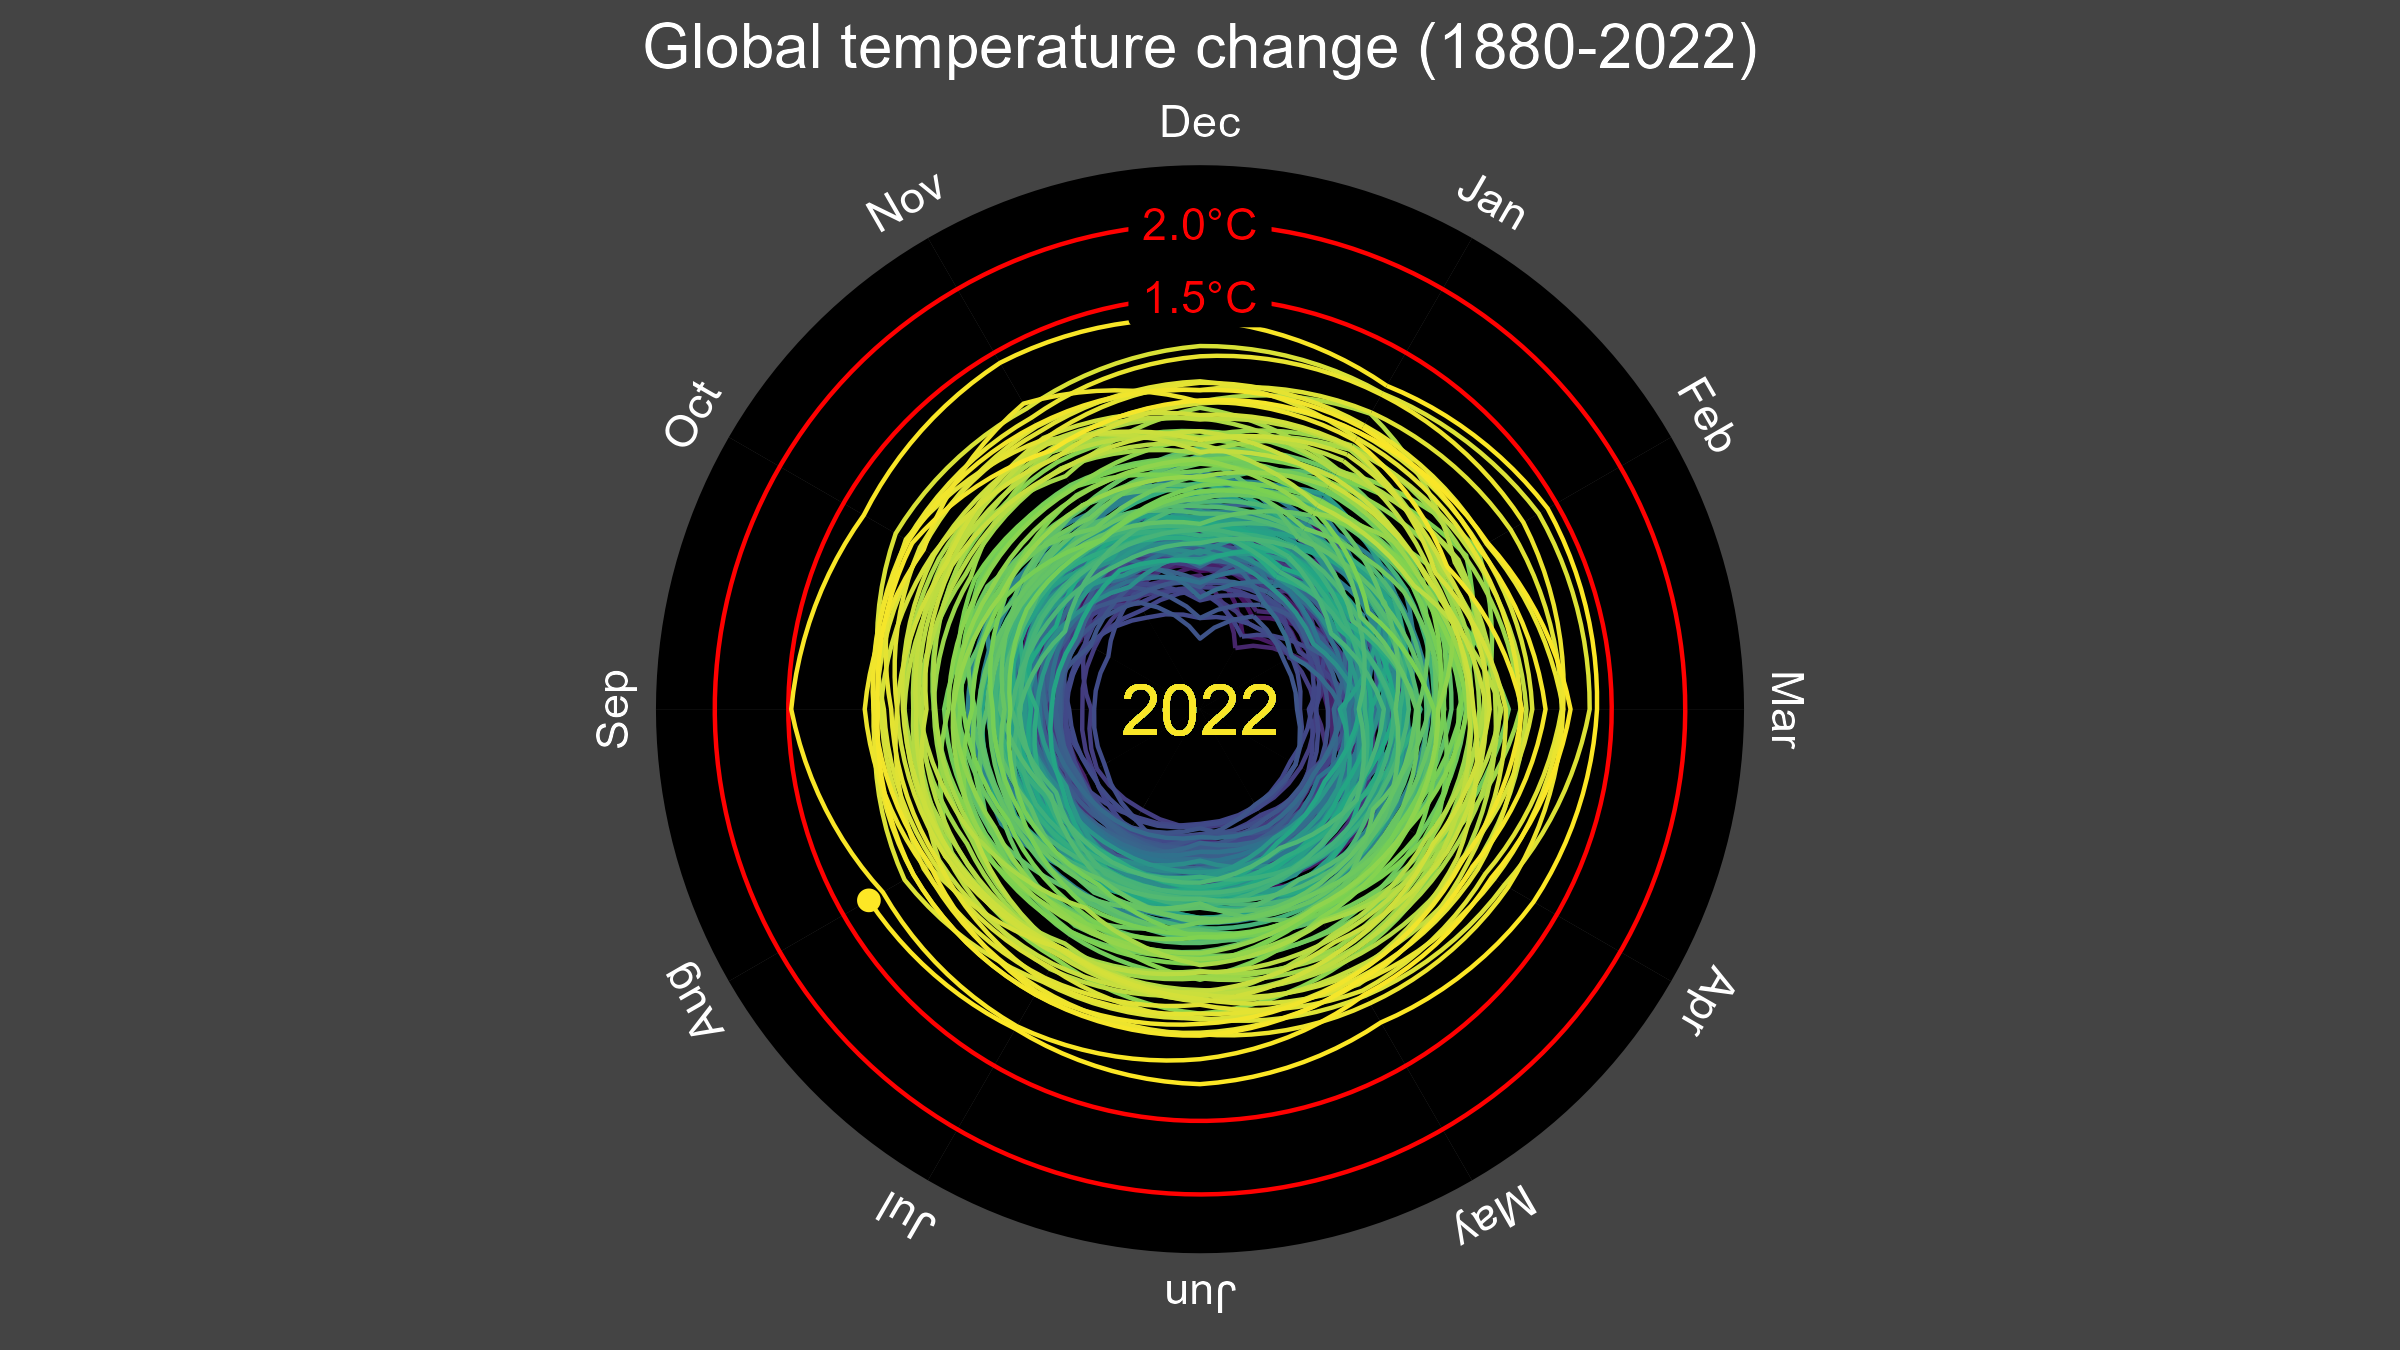 Global temperature change (1880-2022)
Dec
Jan
Feb
Mar
Apr
May
Jun
Jul
Aug
Sep
Oct
Nov
2.0°C
1.5°C
2022